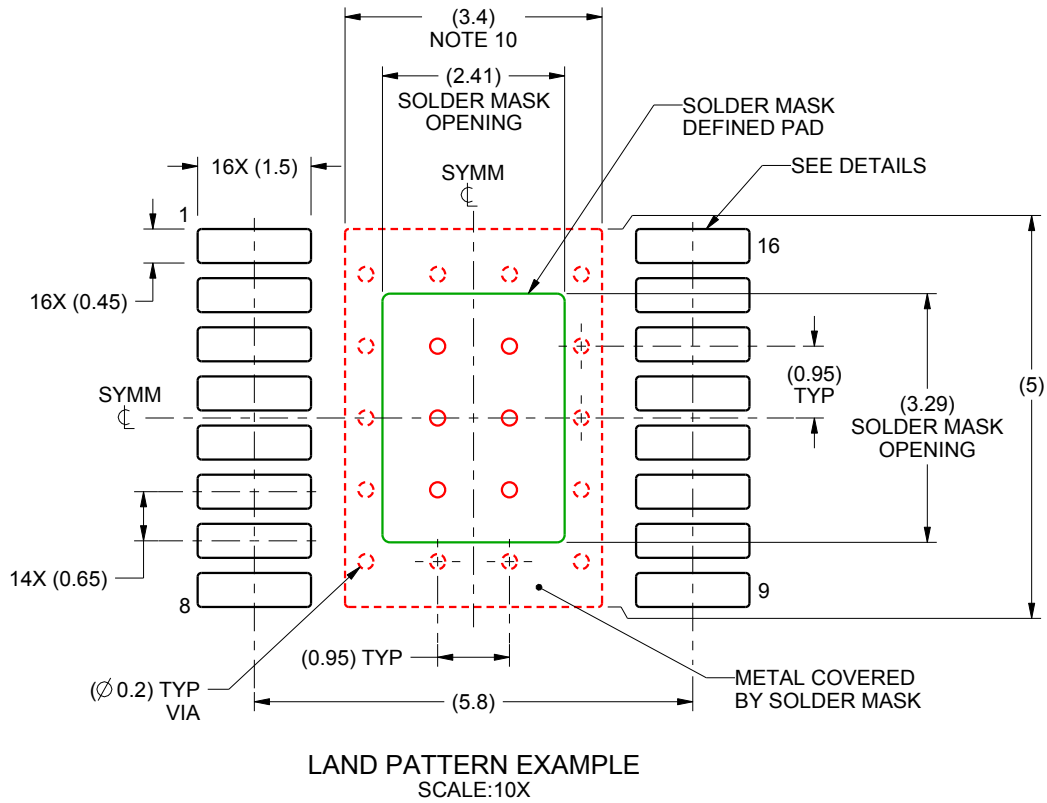 (3.4)
NOTE 10
(2.41)
SOLDER MASK
OPENING
SOLDER MASK
DEFINED PAD
16X (1.5)
SYMM
℄
SEE DETAILS
1
16
16X (0.45)
(0.95)
TYP
(5)
SYMM
℄
(3.29)
SOLDER MASK
OPENING
14X (0.65)
8
9
(0.95) TYP
(∅ 0.2) TYP
VIA
(5.8)
METAL COVERED
BY SOLDER MASK
LAND PATTERN EXAMPLE
SCALE:10X